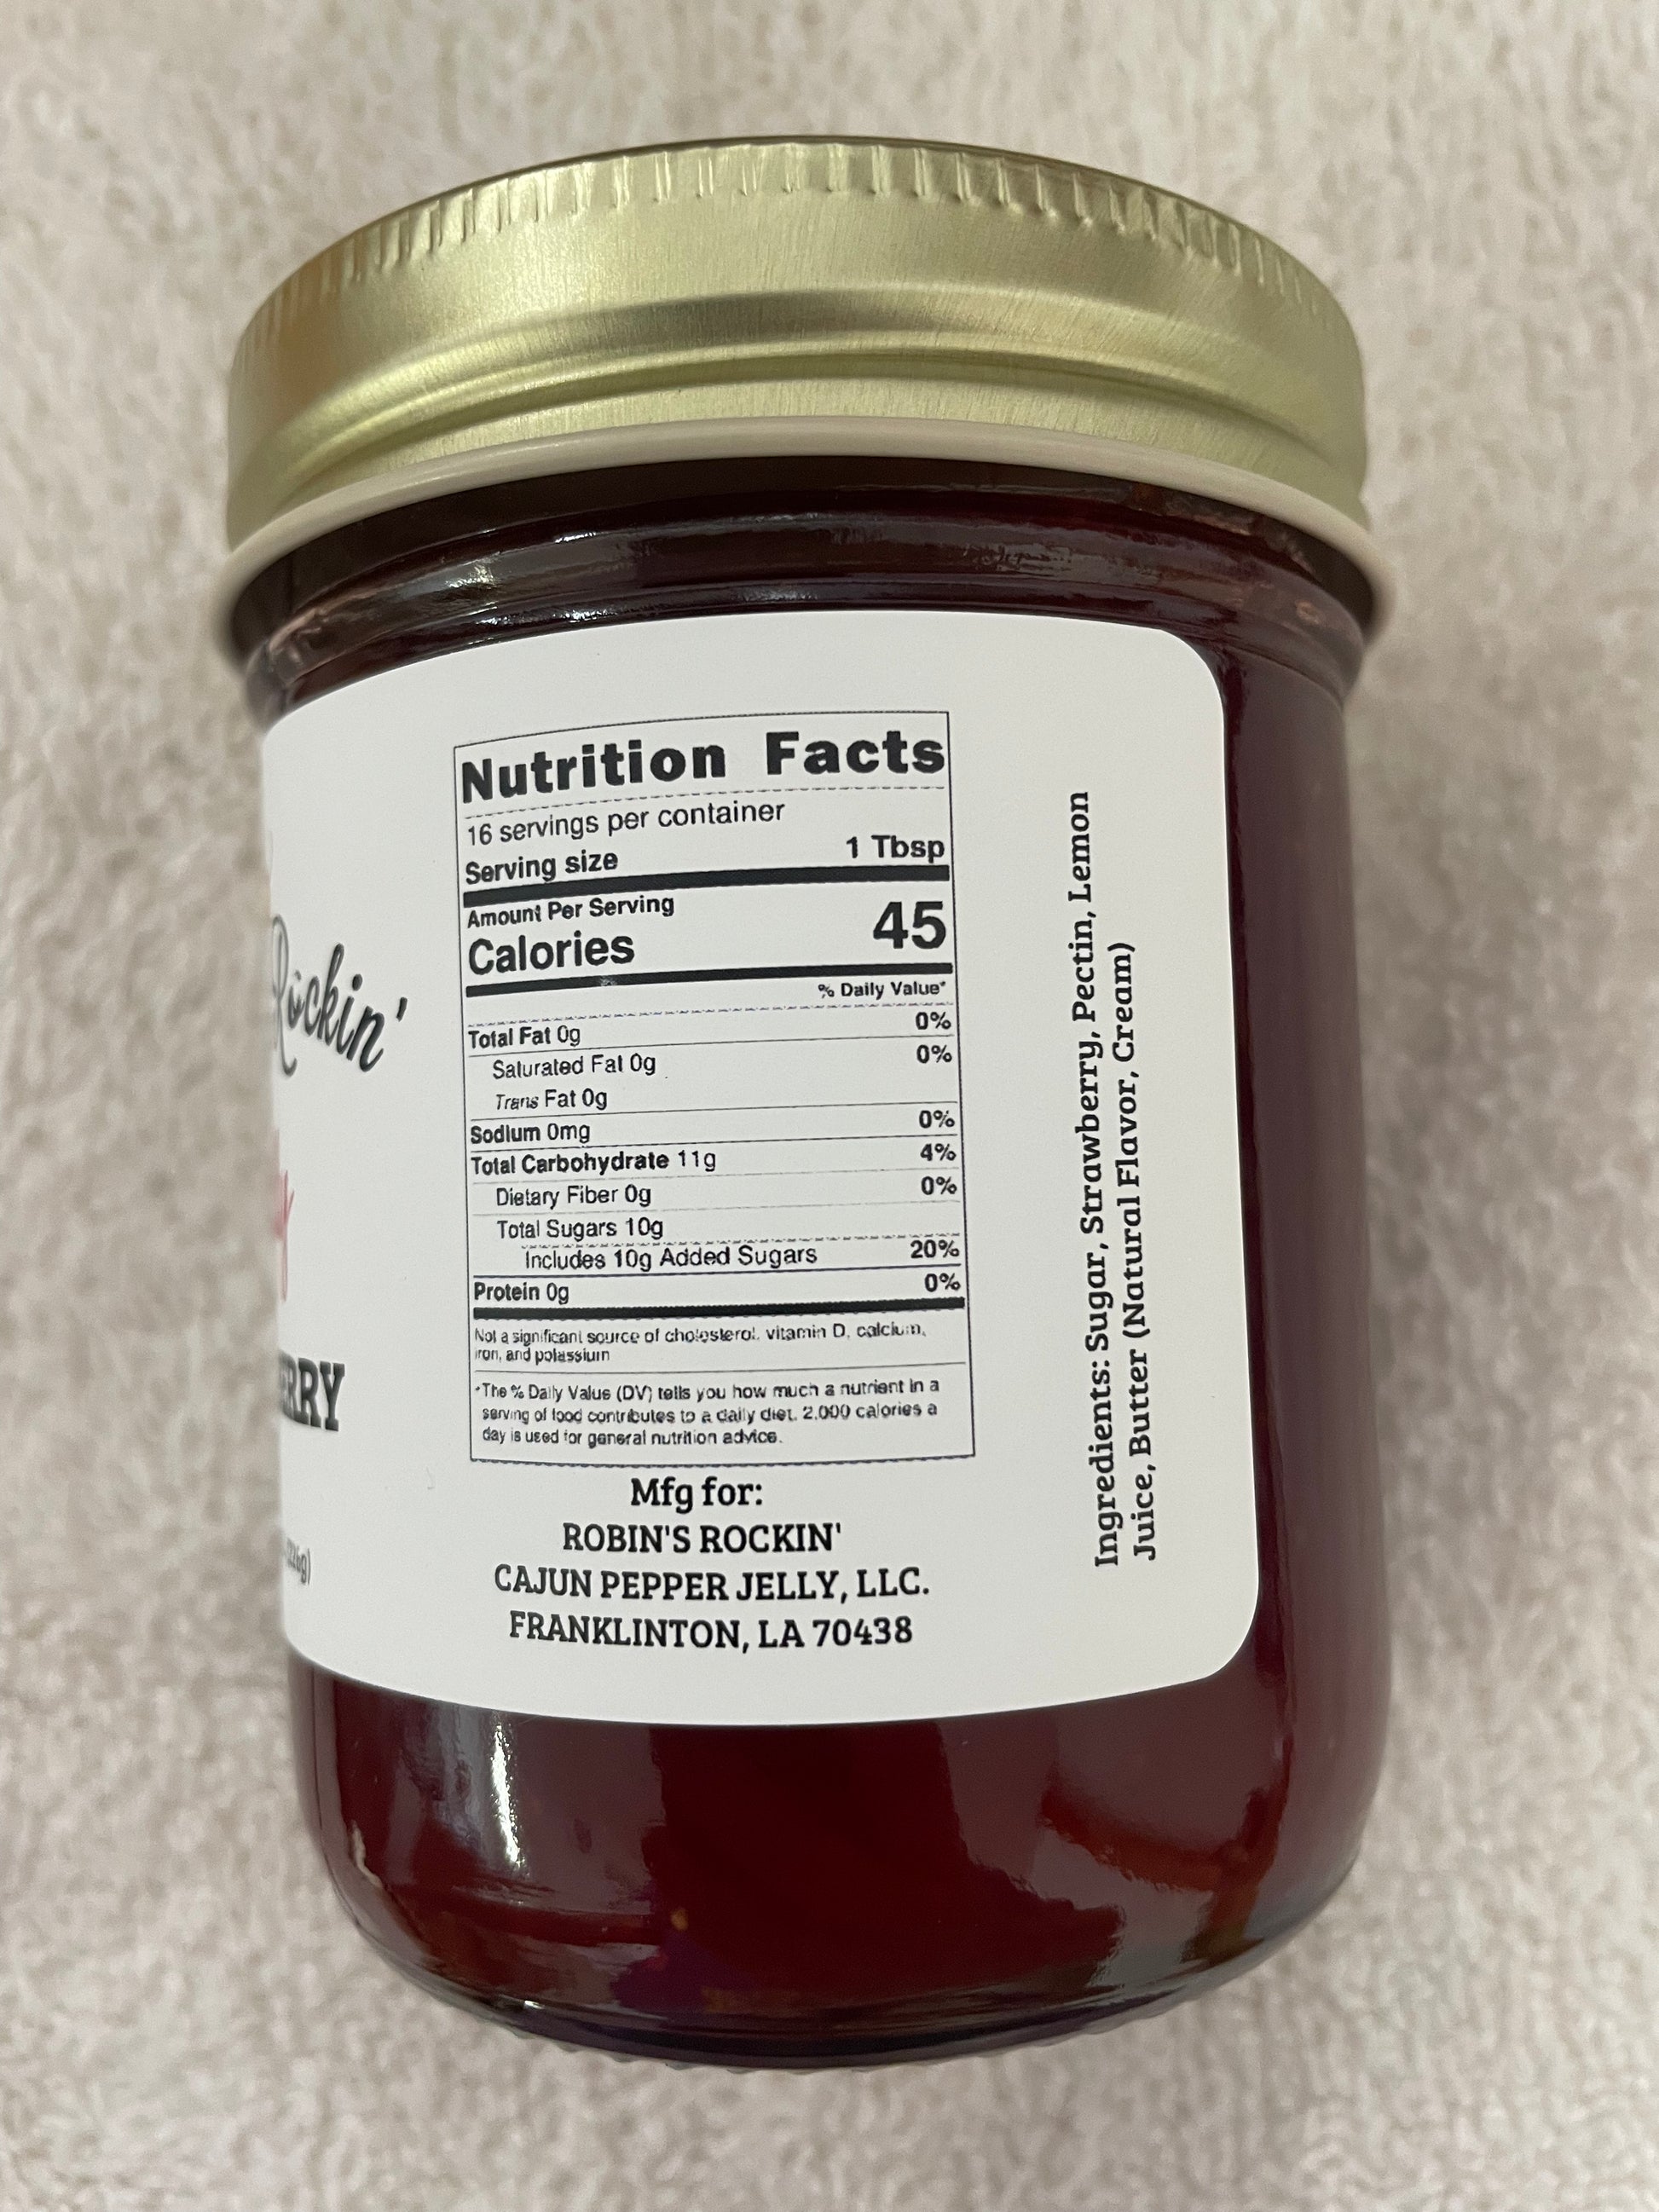 Rockin'
Nutrition Facts
16 servings per container
Serving size 1 Tbsp
Amount Per Serving
Calories 45
% Daily Value*
Total Fat 0g 0%
Saturated Fat 0g 0%
Trans Fat 0g
Sodium 0mg 0%
Total Carbohydrate 11g 4%
Dietary Fiber 0g 0%
Total Sugars 10g
Includes 10g Added Sugars 20%
Protein 0g 0%
Not a significant source of cholesterol, vitamin D, calcium,
iron, and potassium
*The % Daily Value (DV) tells you how much a nutrient in a
serving of food contributes to a daily diet. 2,000 calories a
day is used for general nutrition advice.
Mfg for:
ROBIN'S ROCKIN'
CAJUN PEPPER JELLY, LLC.
FRANKLINTON, LA 70438
Ingredients: Sugar, Strawberry, Pectin, Lemon
Juice, Butter (Natural Flavor, Cream)